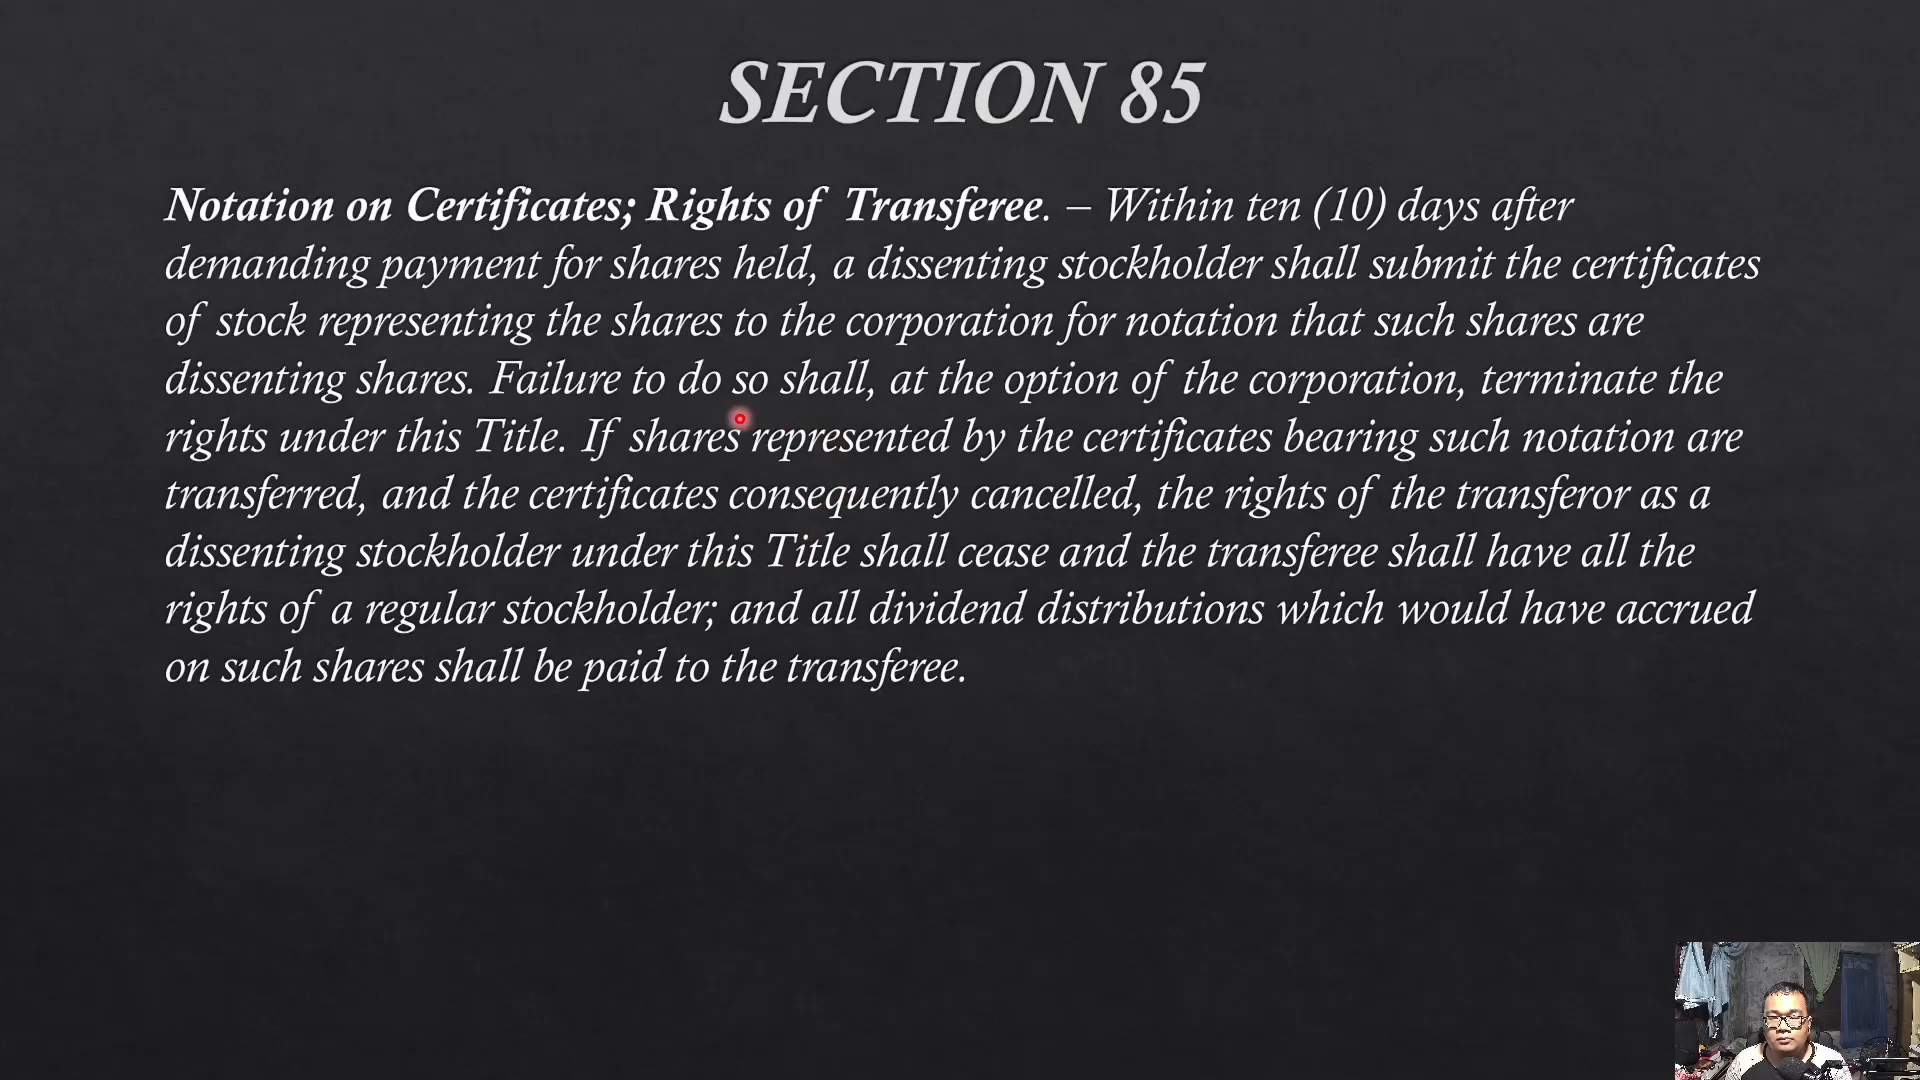 SECTION 85
Notation on Certificates; Rights of Transferee. – Within ten (10) days after
demanding payment for shares held, a dissenting stockholder shall submit the certificates
of stock representing the shares to the corporation for notation that such shares are
dissenting shares. Failure to do so shall, at the option of the corporation, terminate the
rights under this Title. If shares represented by the certificates bearing such notation are
transferred, and the certificates consequently cancelled, the rights of the transferor as a
dissenting stockholder under this Title shall cease and the transferee shall have all the
rights of a regular stockholder; and all dividend distributions which would have accrued
on such shares shall be paid to the transferee.